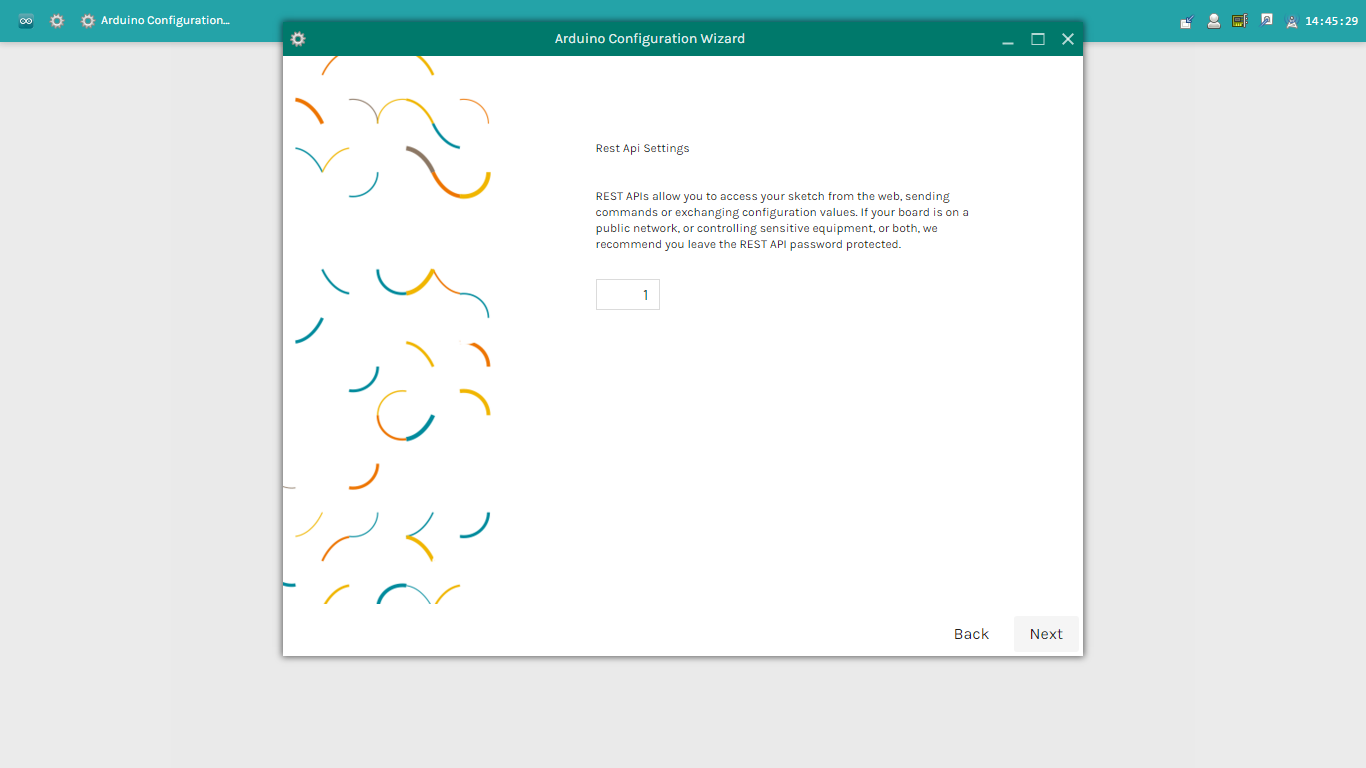 Arduino Configuration...
14:45:29
Arduino Configuration Wizard
Rest Api Settings
REST APIs allow you to access your sketch from the web, sending
commands or exchanging configuration values. If your board is on a
public network, or controlling sensitive equipment, or both, we
recommend you leave the REST API password protected.
1
Back
Next